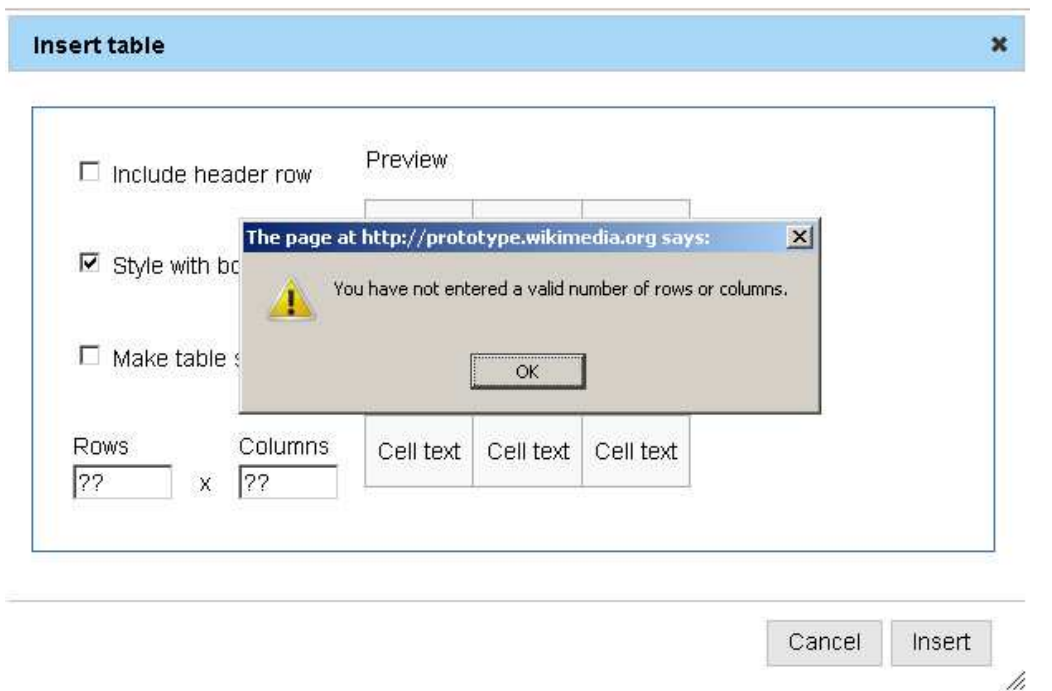 Insert table
Include header row
Preview
The page at http://prototype.wikimedia.org says:
Style with bo
You have not entered a valid number of rows or columns.
Make table s
OK
Rows
Columns
Cell text Cell text Cell text
?? x ??
Cancel Insert